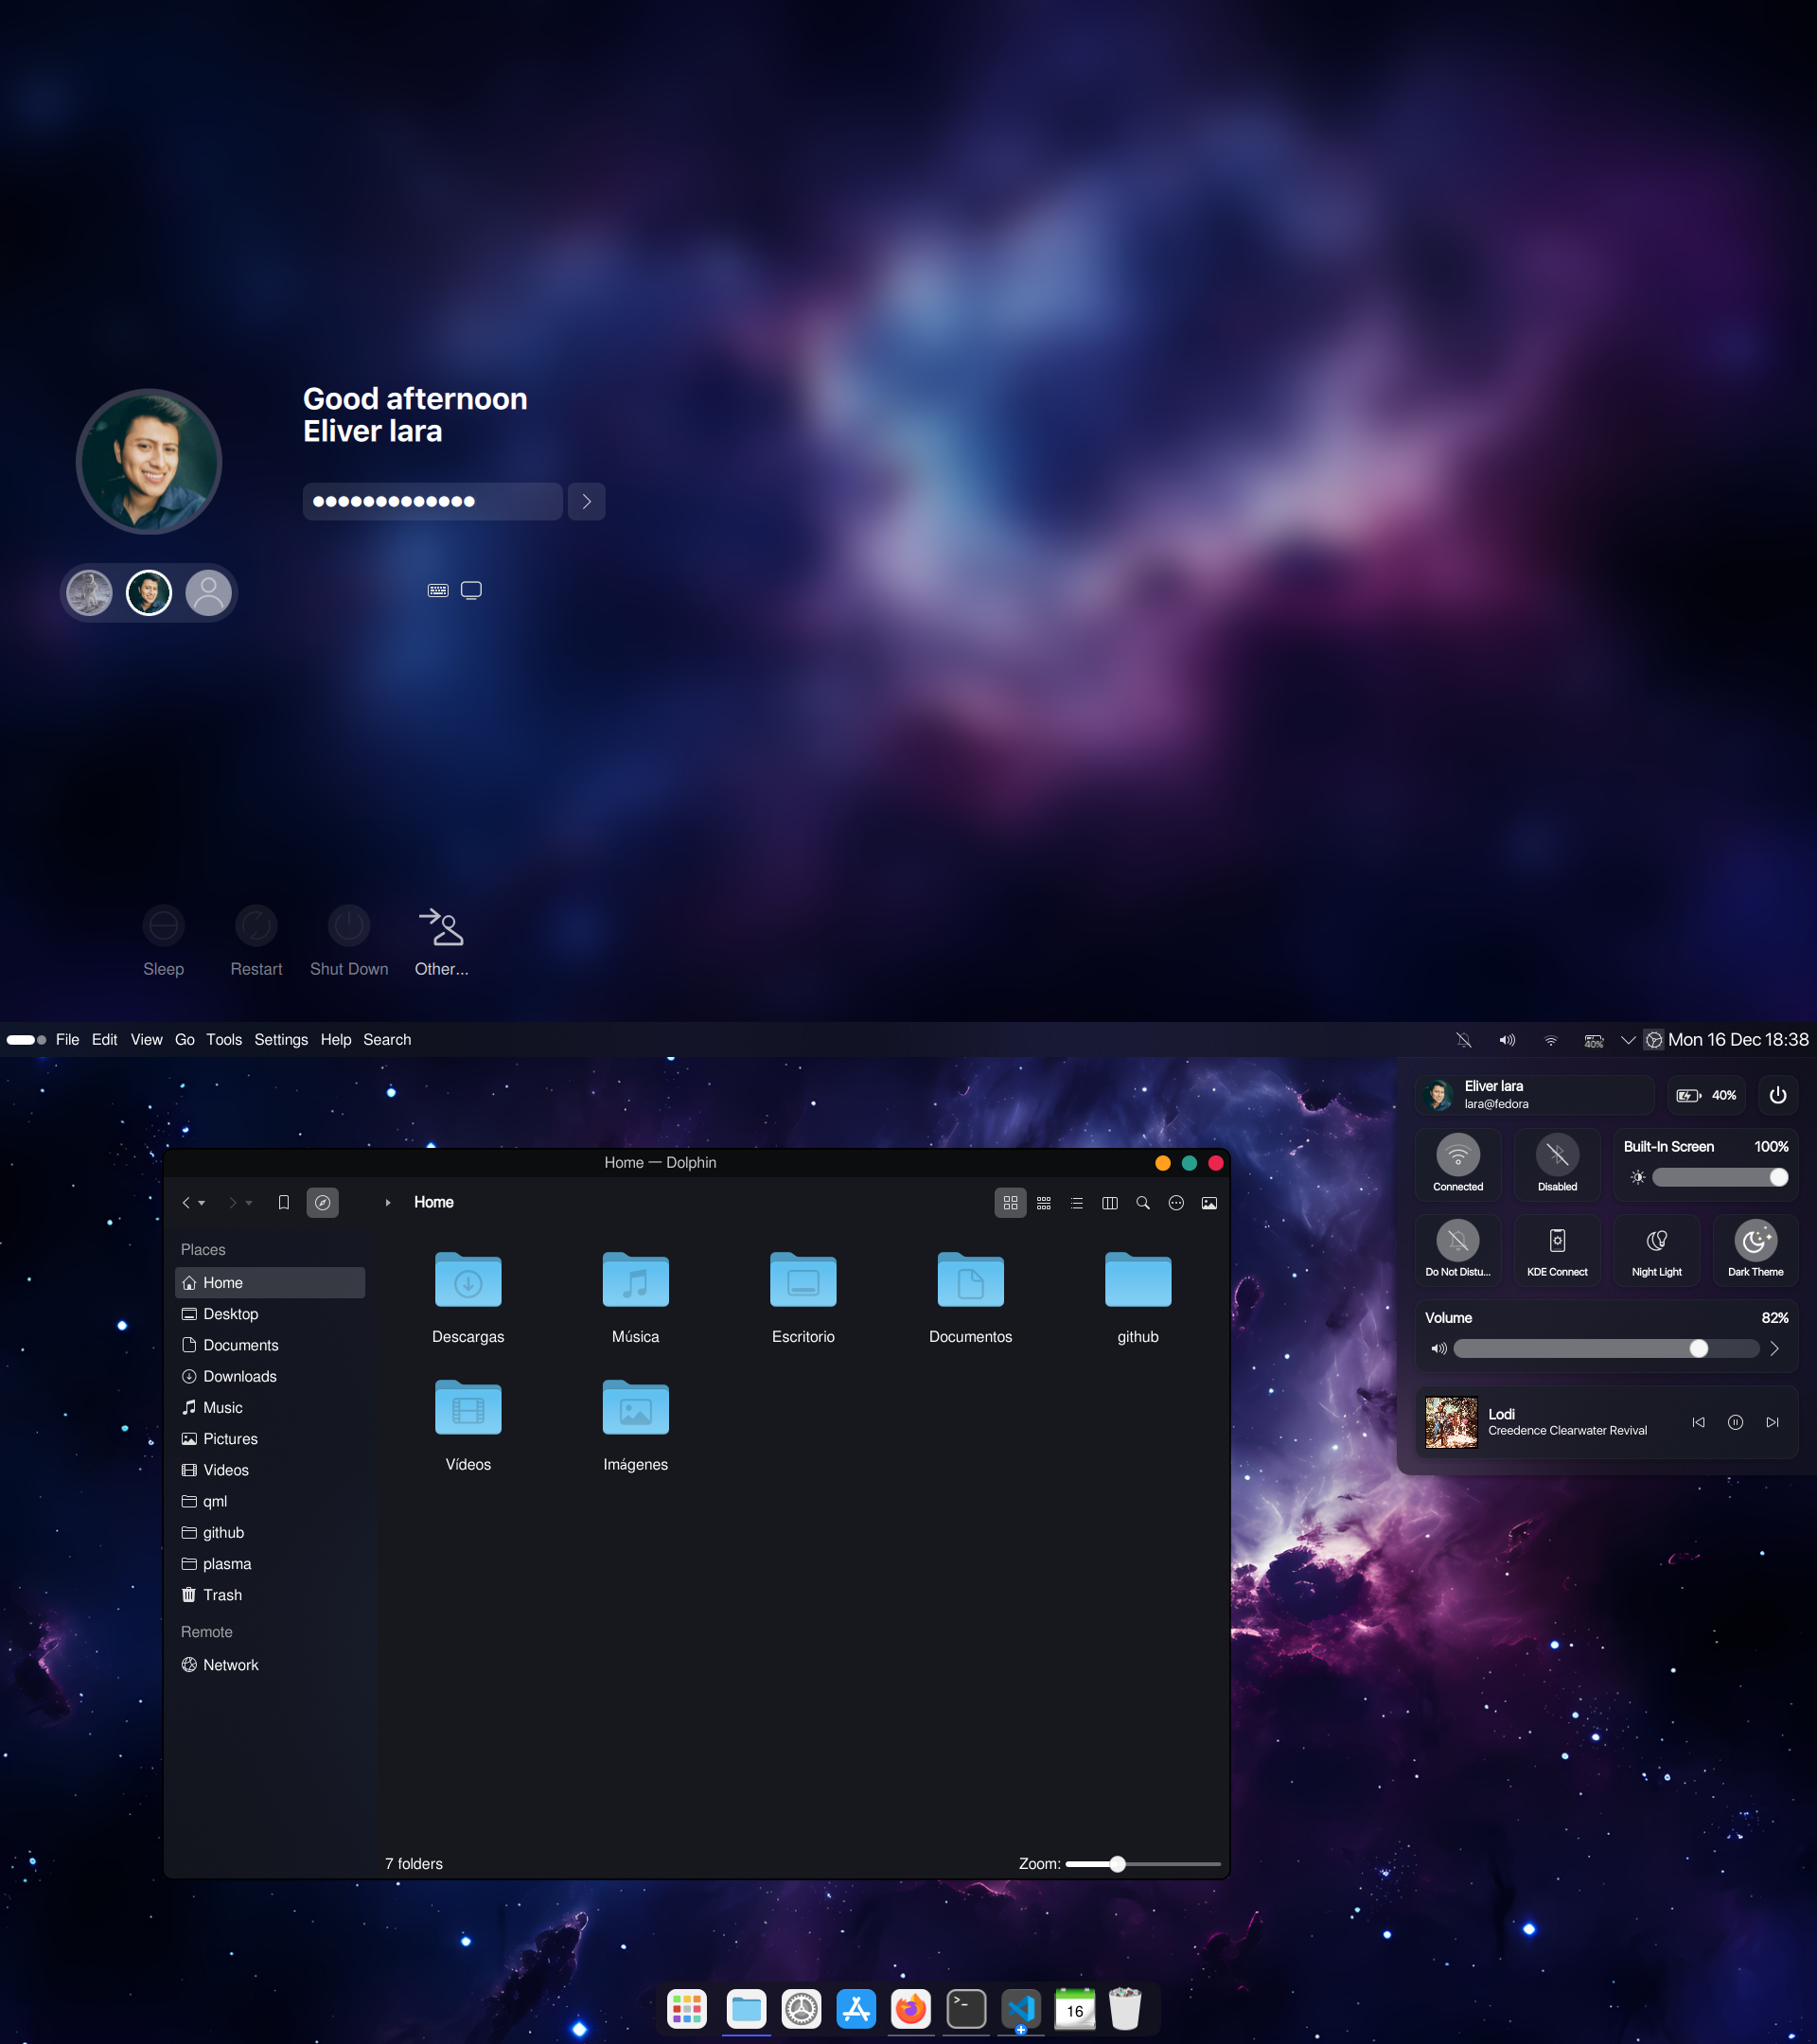 Good afternoon
Eliver lara
Sleep
Restart
Shut Down
Other...
File Edit View Go Tools Settings Help Search
40%
Mon 16 Dec 18:38
Eliver lara
lara@fedora
40%
Connected
Disabled
Built-In Screen 100%
Do Not Distu...
KDE Connect
Night Light
Dark Theme
Volume 82%
Lodi
Creedence Clearwater Revival
Home — Dolphin
Home
Places
Home
Desktop
Documents
Downloads
Music
Pictures
Videos
qml
github
plasma
Trash
Remote
Network
Descargas
Música
Escritorio
Documentos
github
Vídeos
Imágenes
7 folders
Zoom:
>_
16